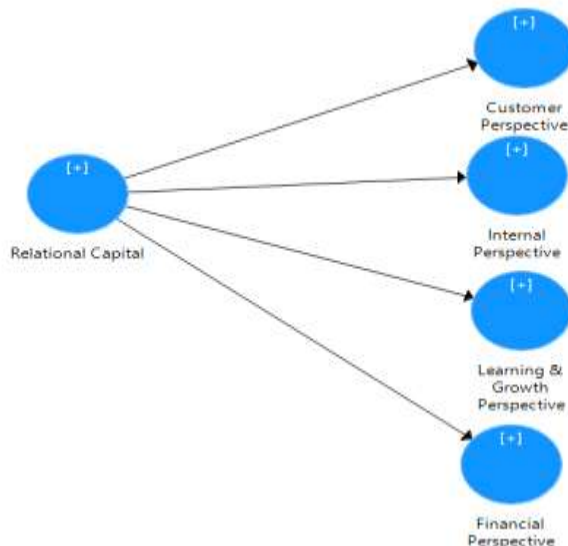 [+]
Customer
Perspective
[+]
Relational Capital
[+]
Internal
Perspective
[+]
Learning &
Growth
Perspective
[+]
Financial
Perspective